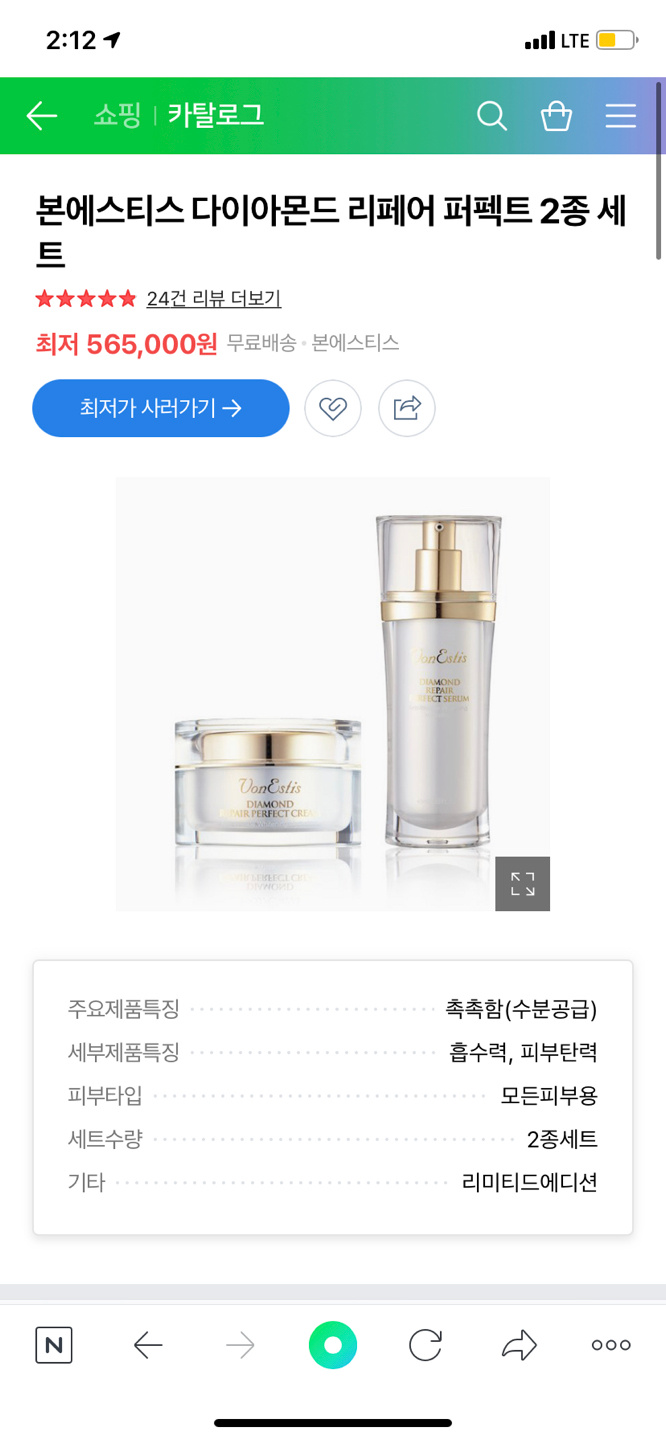 2:12
LTE
쇼핑 | 카탈로그
본에스티스 다이아몬드 리페어 퍼펙트 2종 세
트
24건 리뷰 더보기
최저 565,000원 무료배송 · 본에스티스
최저가 사러가기 →
VonEstis
DIAMOND
REPAIR
PERFECT SERUM
VonEstis
DIAMOND
REPAIR PERFECT CREAM
주요제품특징 촉촉함(수분공급)
세부제품특징 흡수력, 피부탄력
피부타입 모든피부용
세트수량 2종세트
기타 리미티드에디션
N